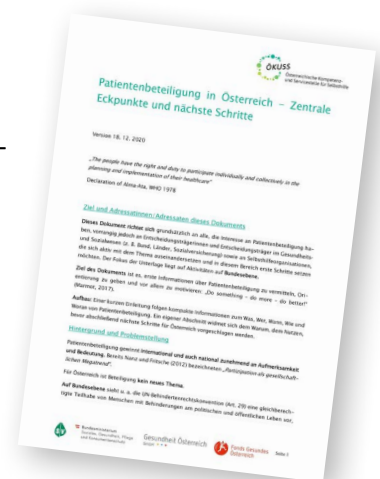 ÖKUSS
Österreichische Kompetenz-
und Servicestelle für Selbsthilfe
Patientenbeteiligung in Österreich – Zentrale
Eckpunkte und nächste Schritte
Version 18. 12. 2020
„The people have the right and duty to participate individually and collectively in the
planning and implementation of their healthcare“
Declaration of Alma-Ata, WHO 1978
Ziel und Adressatinnen/Adressaten dieses Dokuments
Dieses Dokument richtet sich grundsätzlich an alle, die Interesse an Patientenbeteiligung ha-
ben, vorrangig jedoch an Entscheidungsträgerinnen und Entscheidungsträger im Gesundheits-
und Sozialwesen (z. B. Bund, Länder, Sozialversicherung) sowie an Selbsthilfeorganisationen,
die sich aktiv mit dem Thema auseinandersetzen und in diesem Bereich erste Schritte setzen
möchten. Der Fokus der Unterlage liegt auf Aktivitäten auf Bundesebene.
Ziel des Dokuments ist es, erste Informationen über Patientenbeteiligung zu vermitteln, Ori-
entierung zu geben und vor allem zu motivieren: „Do something – do more – do better!“
(Marmot, 2017).
Aufbau: Einer kurzen Einleitung folgen kompakte Informationen zum Was, Wer, Wann, Wie und
Woran von Patientenbeteiligung. Ein eigener Abschnitt widmet sich dem Warum, dem Nutzen,
bevor abschließend nächste Schritte für Österreich vorgeschlagen werden.
Hintergrund und Problemstellung
Patientenbeteiligung gewinnt international und auch national zunehmend an Aufmerksamkeit
und Bedeutung. Bereits Nanz und Fritsche (2012) bezeichneten „Partizipation als gesellschaft-
lichen Megatrend“.
Für Österreich ist Beteiligung kein neues Thema.
Auf Bundesebene sieht u. a. die UN-Behindertenrechtskonvention (Art. 29) eine gleichberech-
tigte Teilhabe von Menschen mit Behinderungen am politischen und öffentlichen Leben vor,
Bundesministerium
Soziales, Gesundheit, Pflege
und Konsumentenschutz
Gesundheit Österreich
Fonds Gesundes
Österreich
Seite 1